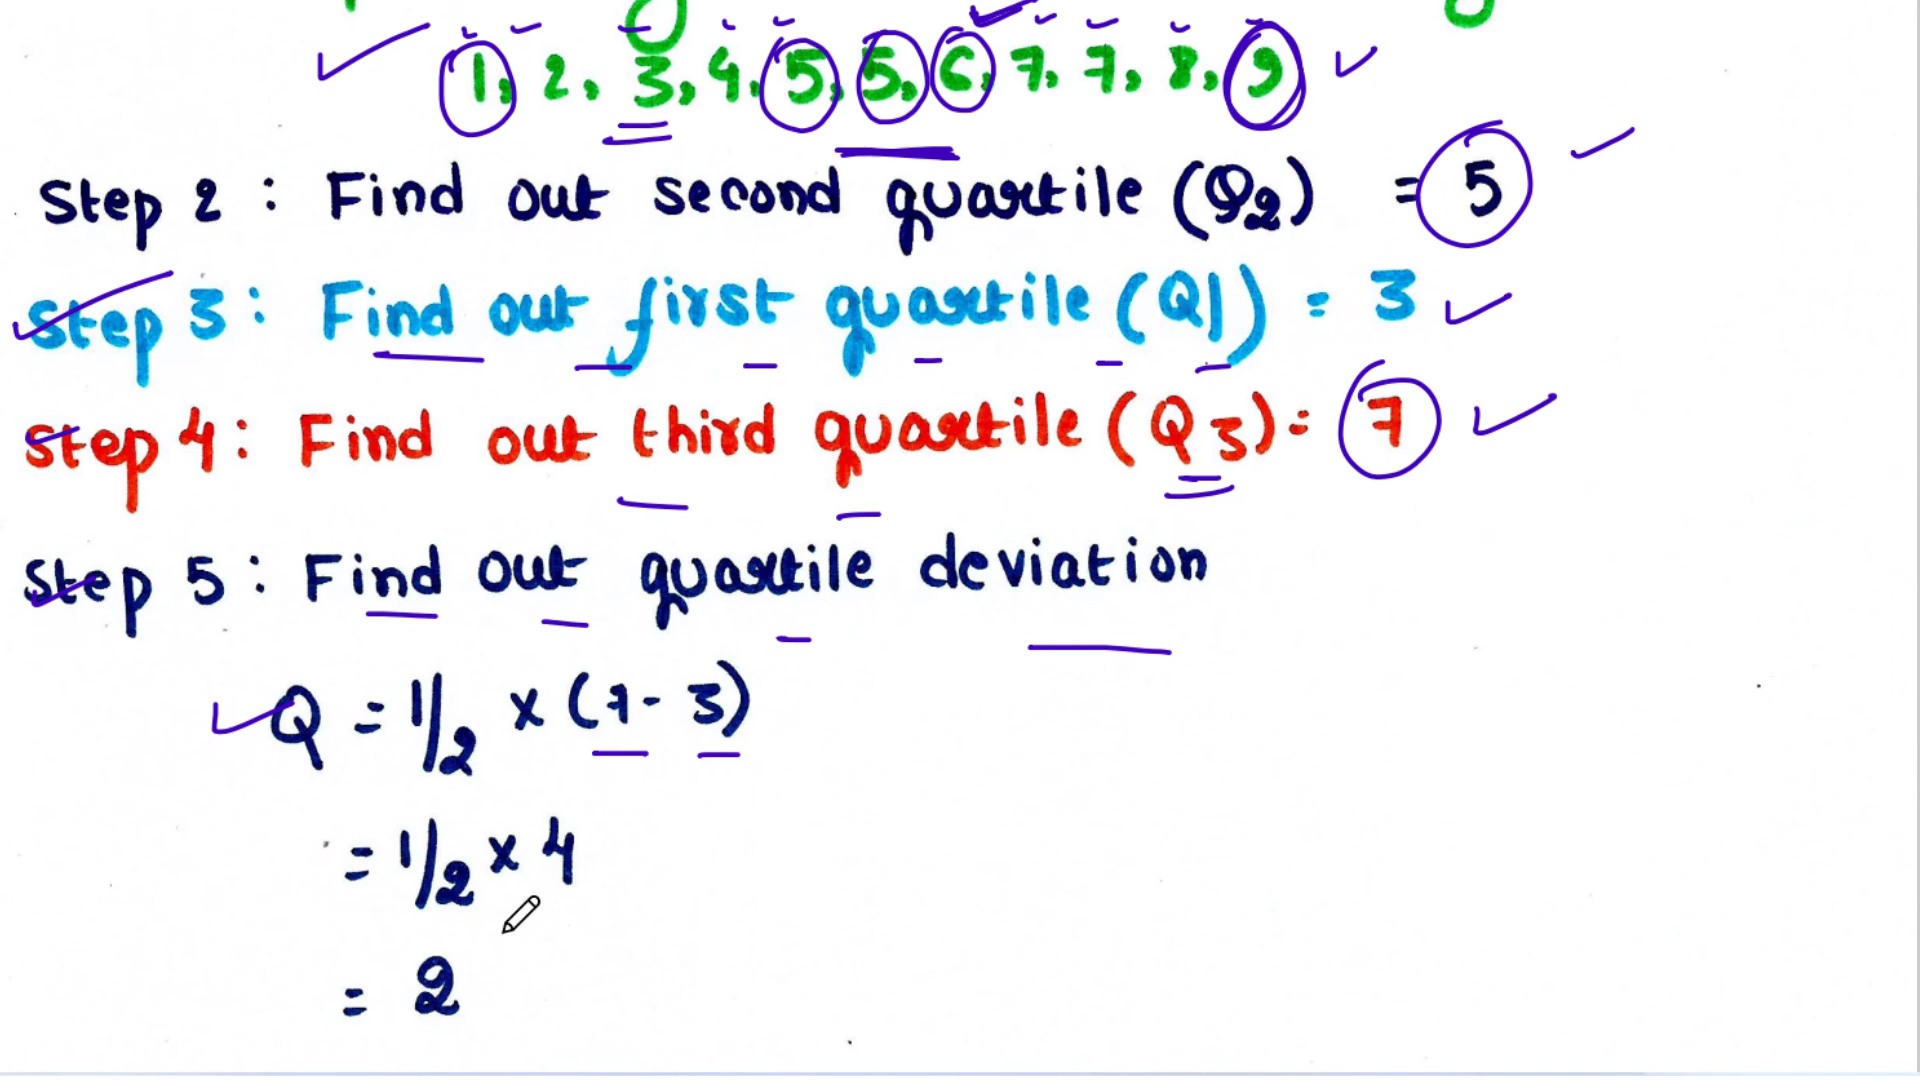 1, 2, 3, 4, 5, 5, 6, 7, 7, 8, 9
Step 2 : Find out second quartile (Q2) = 5
Step 3 : Find out first quartile (Q1) = 3
Step 4 : Find out third quartile (Q3) = 7
Step 5 : Find out quartile deviation
Q = 1/2 x (7 - 3)
= 1/2 x 4
= 2